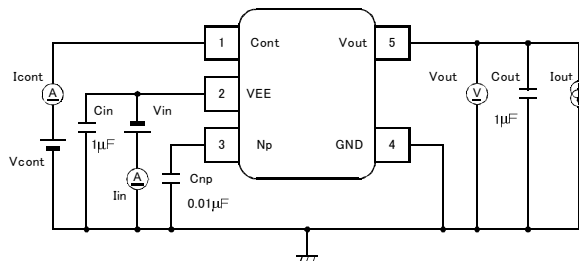 1 Cont Vout 5
Icont
A
Cin Vin 2 VEE Vout Cout Iout
V
1μF 3 Np GND 4 1μF
Vcont
A Cnp
Iin 0.01μF